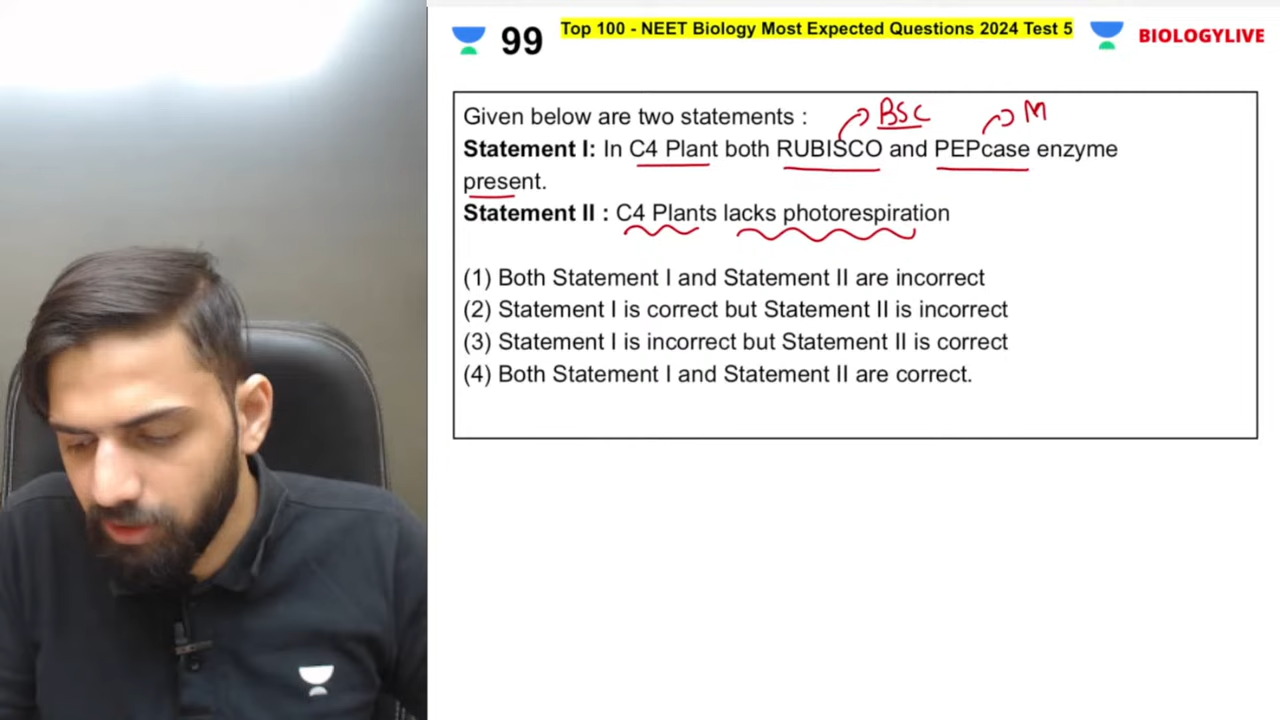 99
Top 100 - NEET Biology Most Expected Questions 2024 Test 5
BIOLOGYLIVE
Given below are two statements :
BSC
M
Statement I: In C4 Plant both RUBISCO and PEPcase enzyme
present.
Statement II : C4 Plants lacks photorespiration
(1) Both Statement I and Statement II are incorrect
(2) Statement I is correct but Statement II is incorrect
(3) Statement I is incorrect but Statement II is correct
(4) Both Statement I and Statement II are correct.